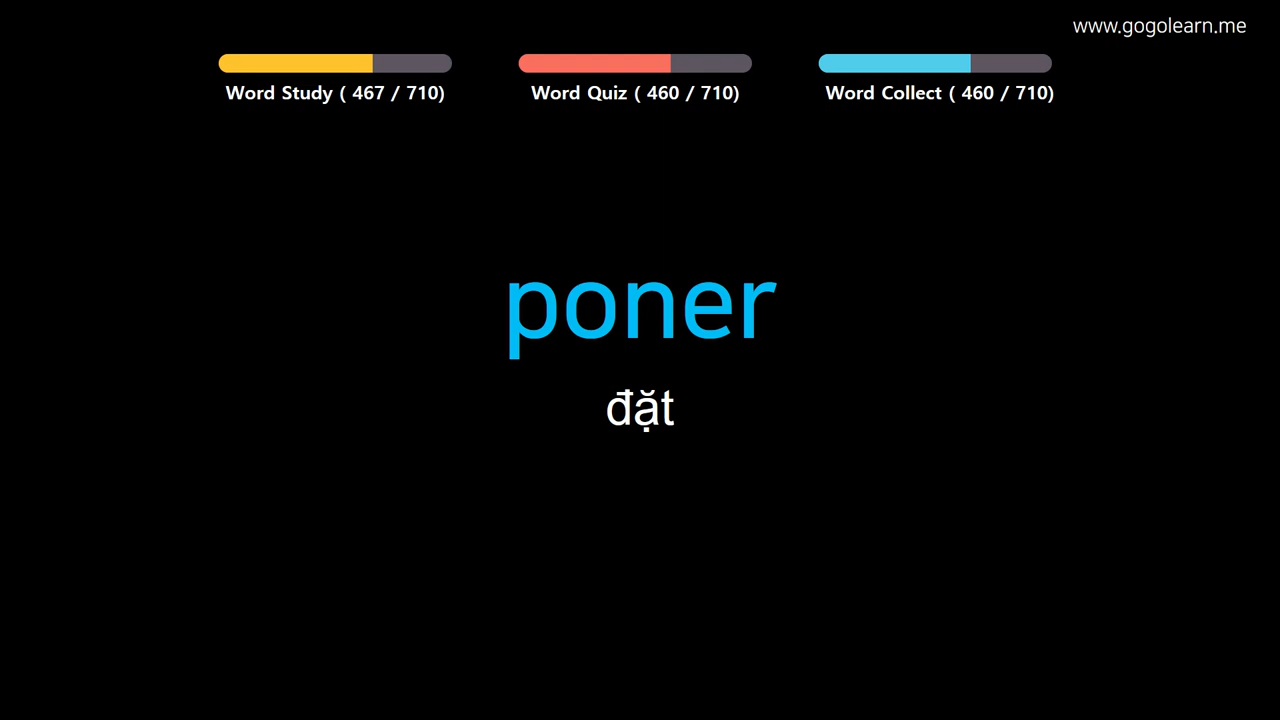 www.gogolearn.me
Word Study ( 467 / 710)
Word Quiz ( 460 / 710)
Word Collect ( 460 / 710)
poner
đặt